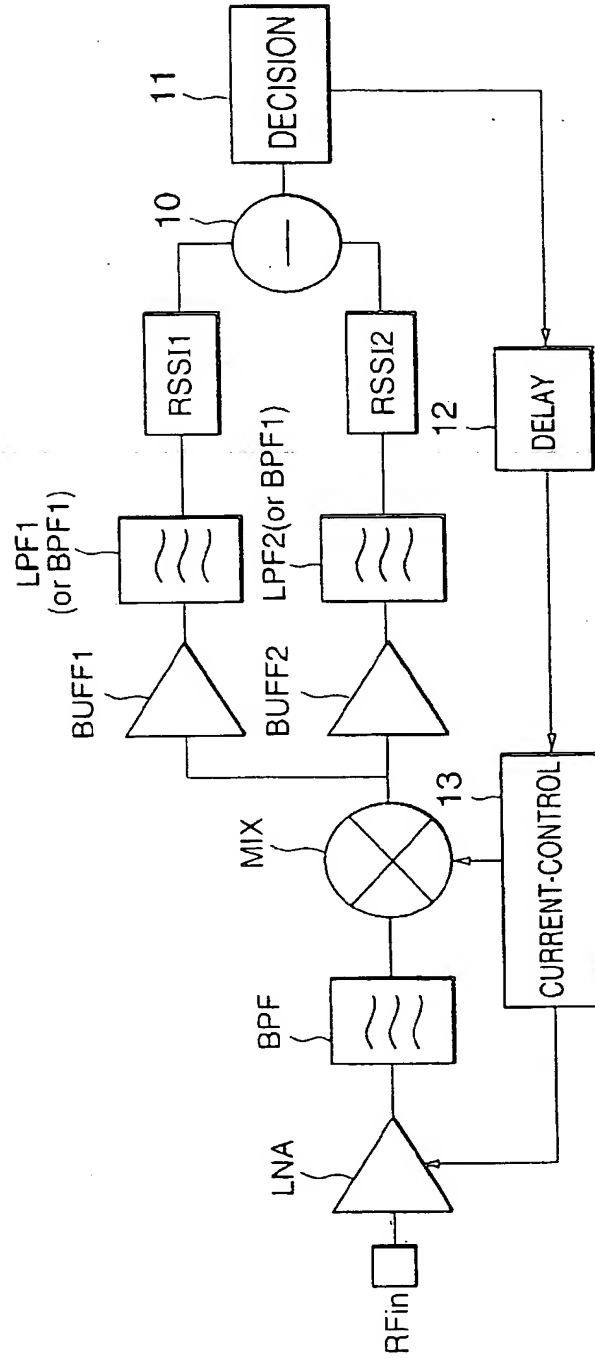 RFin
LNA
BPF
MIX
BUFF1
LPF1
(or BPF1)
RSSI1
10
11
DECISION
BUFF2
LPF2(or BPF1)
RSSI2
12
DELAY
13
CURRENT-CONTROL